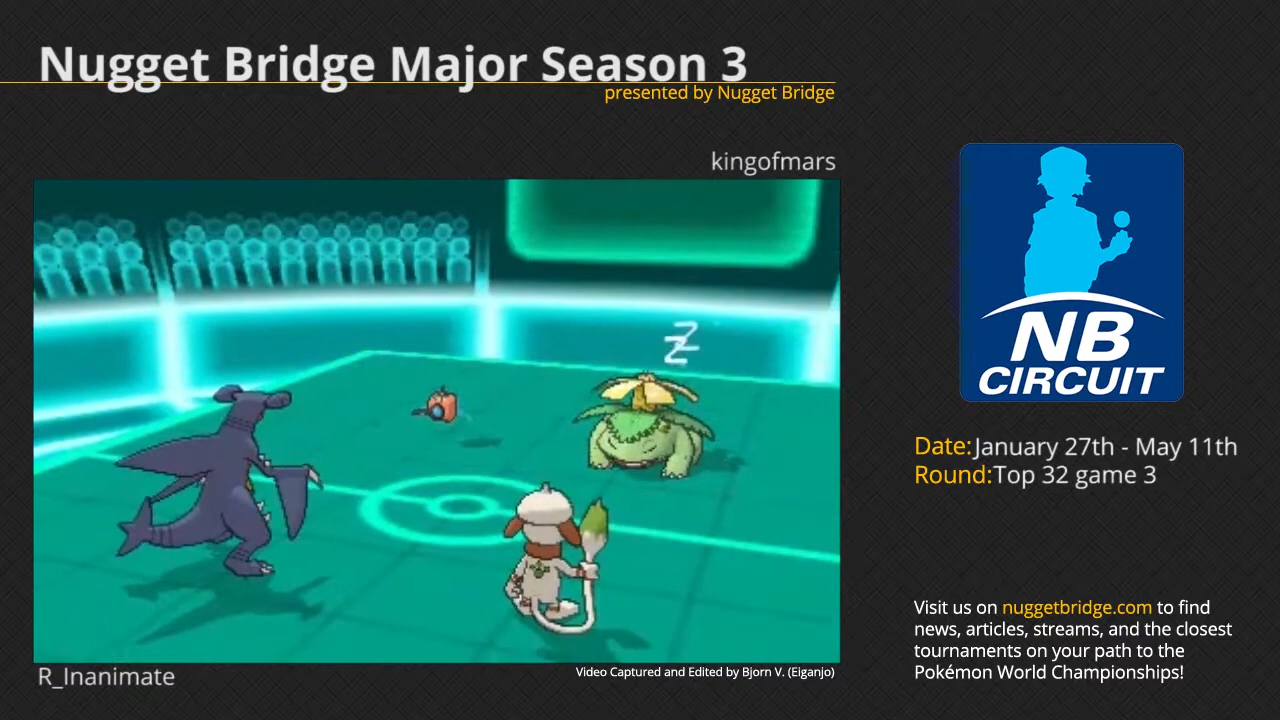 Nugget Bridge Major Season 3
presented by Nugget Bridge
kingofmars
Z
Z
NB
CIRCUIT
Date:January 27th - May 11th
Round:Top 32 game 3
Visit us on nuggetbridge.com to find
news, articles, streams, and the closest
tournaments on your path to the
Pokémon World Championships!
R_Inanimate
Video Captured and Edited by Bjorn V. (Eiganjo)